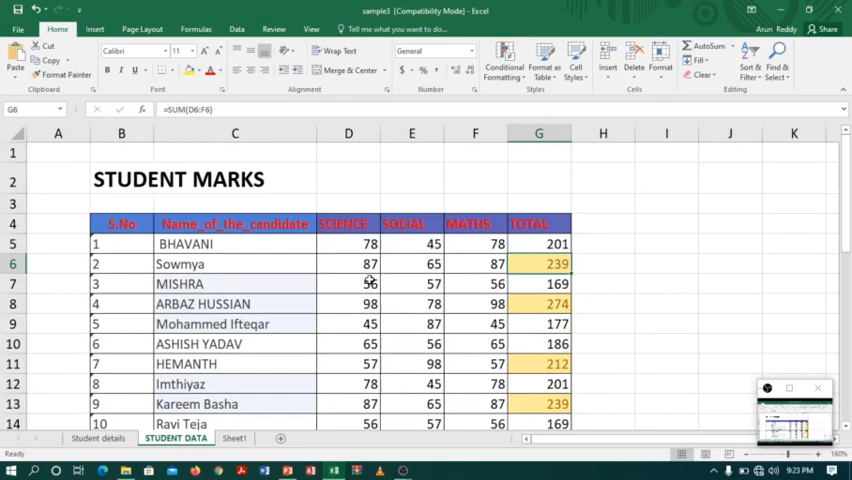 sample3 [Compatibility Mode] - Excel
Arun Reddy Share
File Home Insert Page Layout Formulas Data Review View Tell me what you want to do...
Cut
Copy
Format Painter
Paste
Clipboard
Calibri 11
B I U
Font
Wrap Text
Merge & Center
Alignment
General
$ % ,
Number
Conditional Formatting
Format as Table
Cell Styles
Styles
Insert Delete Format
Cells
AutoSum
Fill
Clear
Sort & Filter
Find & Select
Editing
G6 fx =SUM(D6:F6)
A B C D E F G H I J K
1
2 STUDENT MARKS
3
4 S.No Name_of_the_candidate SCIENCE SOCIAL MATHS TOTAL
5 1 BHAVANI 78 45 78 201
6 2 Sowmya 87 65 87 239
7 3 MISHRA 56 57 56 169
8 4 ARBAZ HUSSIAN 98 78 98 274
9 5 Mohammed Ifteqar 45 87 45 177
10 6 ASHISH YADAV 65 56 65 186
11 7 HEMANTH 57 98 57 212
12 8 Imthiyaz 78 45 78 201
13 9 Kareem Basha 87 65 87 239
14 10 Ravi Teja 56 57 56 169
Student details STUDENT DATA Sheet1
Ready 160%
9:23 PM